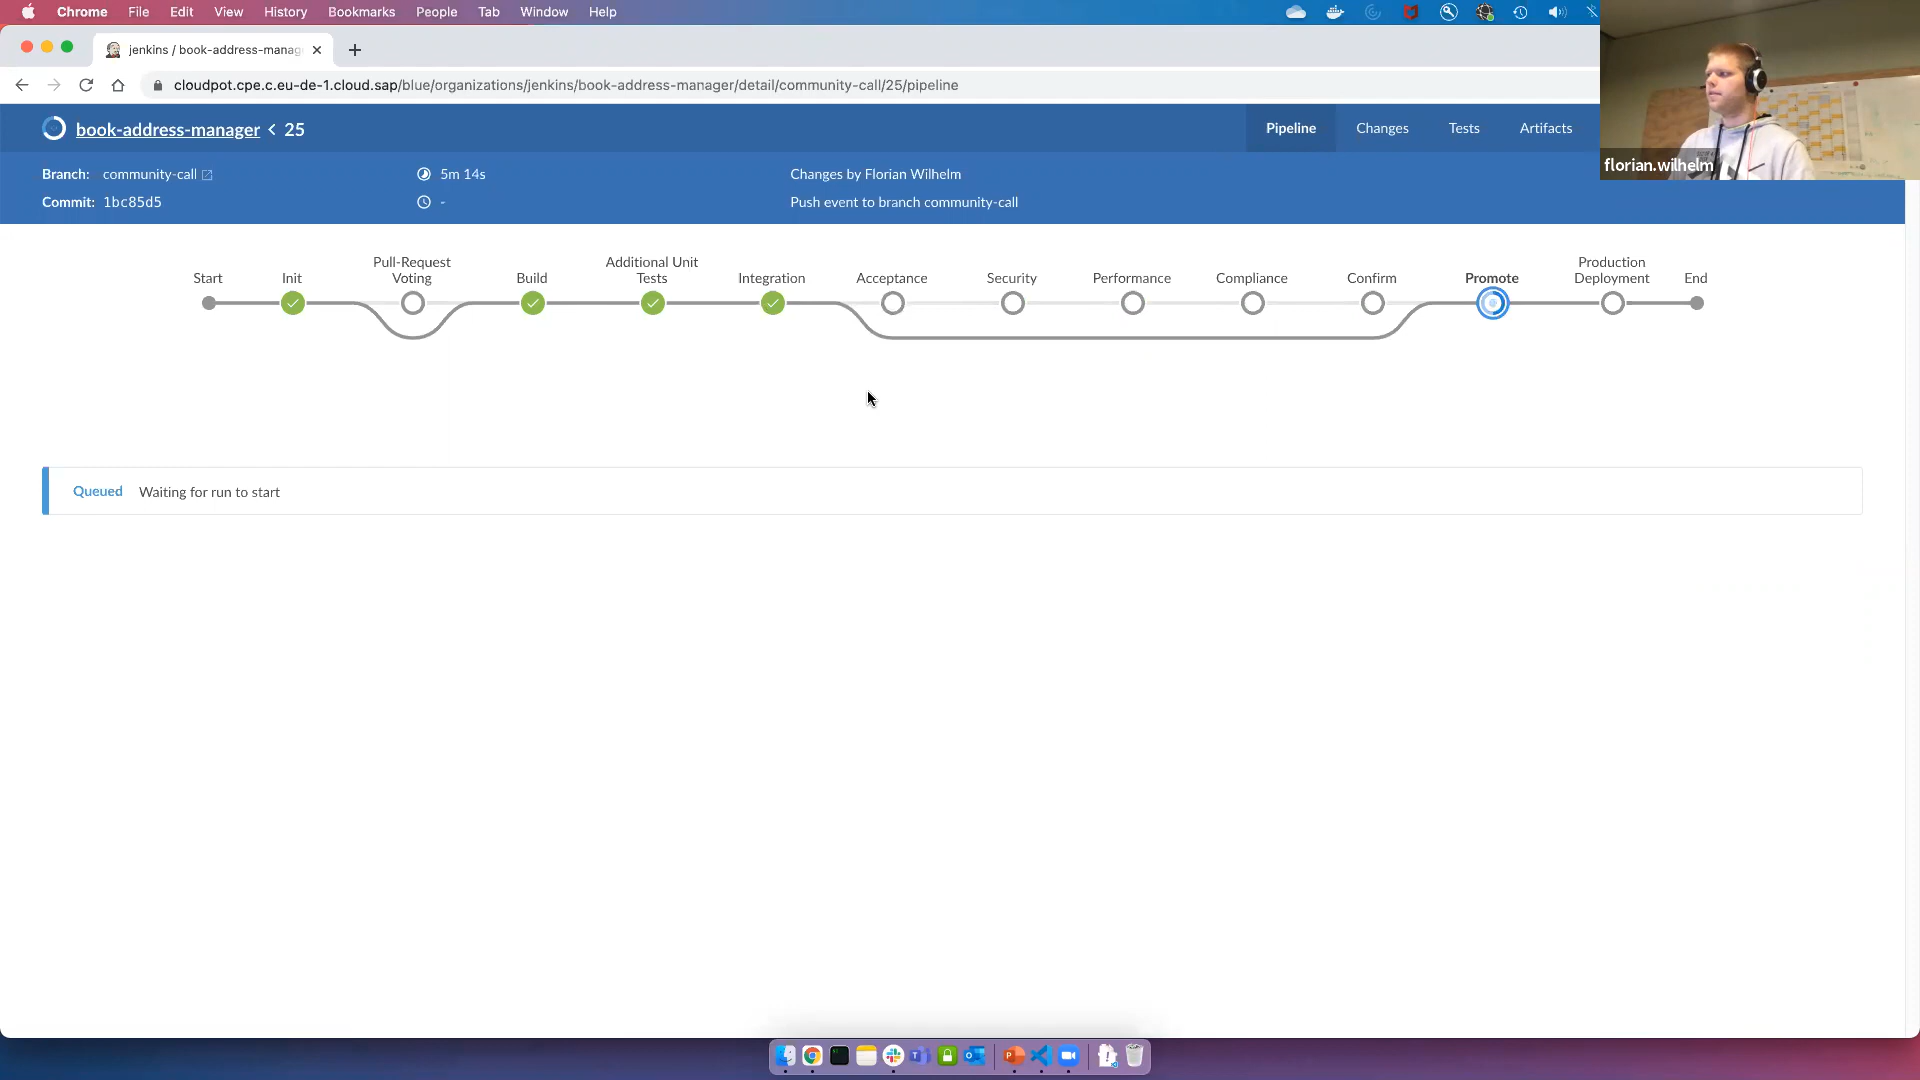 Chrome File Edit View History Bookmarks People Tab Window Help
jenkins / book-address-manag
cloudpot.cpe.c.eu-de-1.cloud.sap/blue/organizations/jenkins/book-address-manager/detail/community-call/25/pipeline
book-address-manager < 25
Pipeline Changes Tests Artifacts
florian.wilhelm
Branch: community-call 5m 14s Changes by Florian Wilhelm
Commit: 1bc85d5 - Push event to branch community-call
Start Init Pull-Request Voting Build Additional Unit Tests Integration Acceptance Security Performance Compliance Confirm Promote Production Deployment End
Queued Waiting for run to start